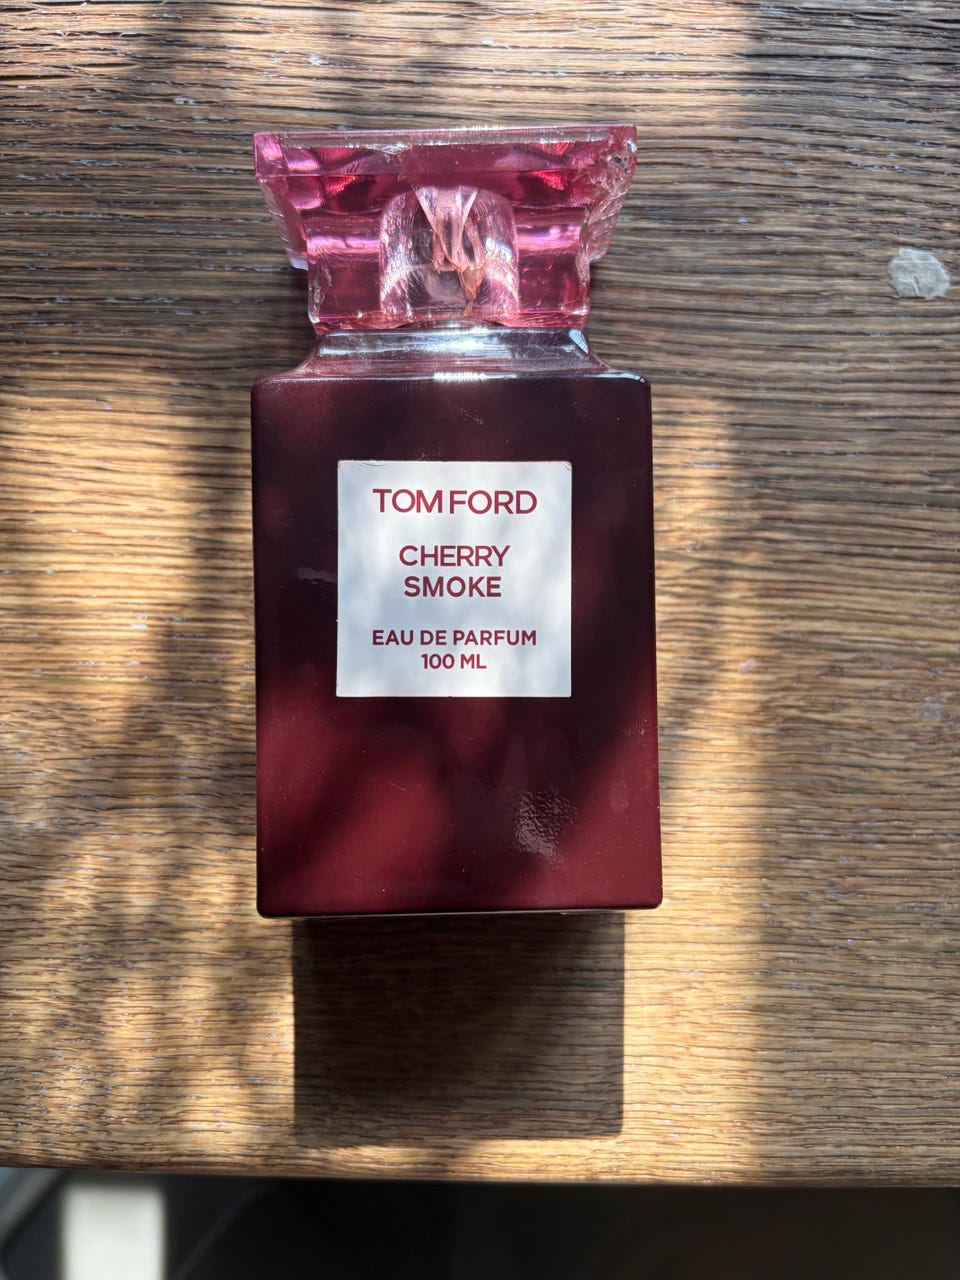 TOM FORD
CHERRY
SMOKE
EAU DE PARFUM
100 ML